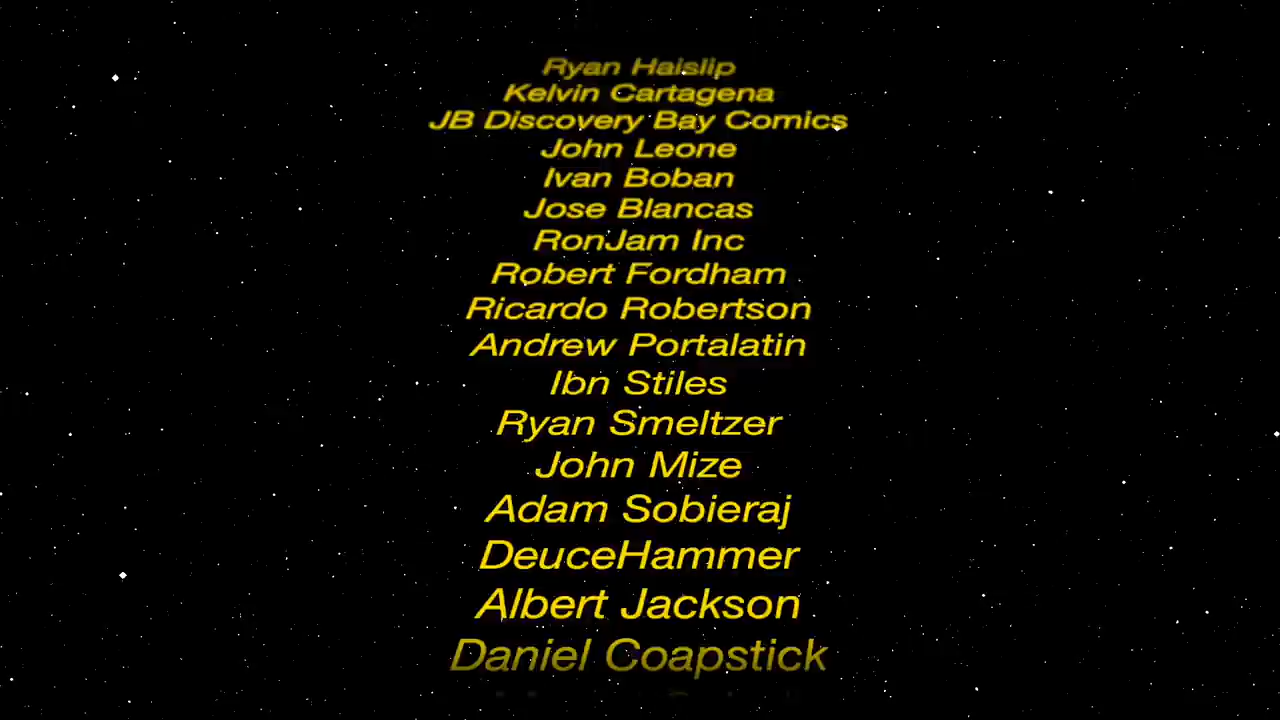 Ryan Haislip
Kelvin Cartagena
JB Discovery Bay Comics
John Leone
Ivan Boban
Jose Blancas
RonJam Inc
Robert Fordham
Ricardo Robertson
Andrew Portalatin
Ibn Stiles
Ryan Smeltzer
John Mize
Adam Sobieraj
DeuceHammer
Albert Jackson
Daniel Coapstick